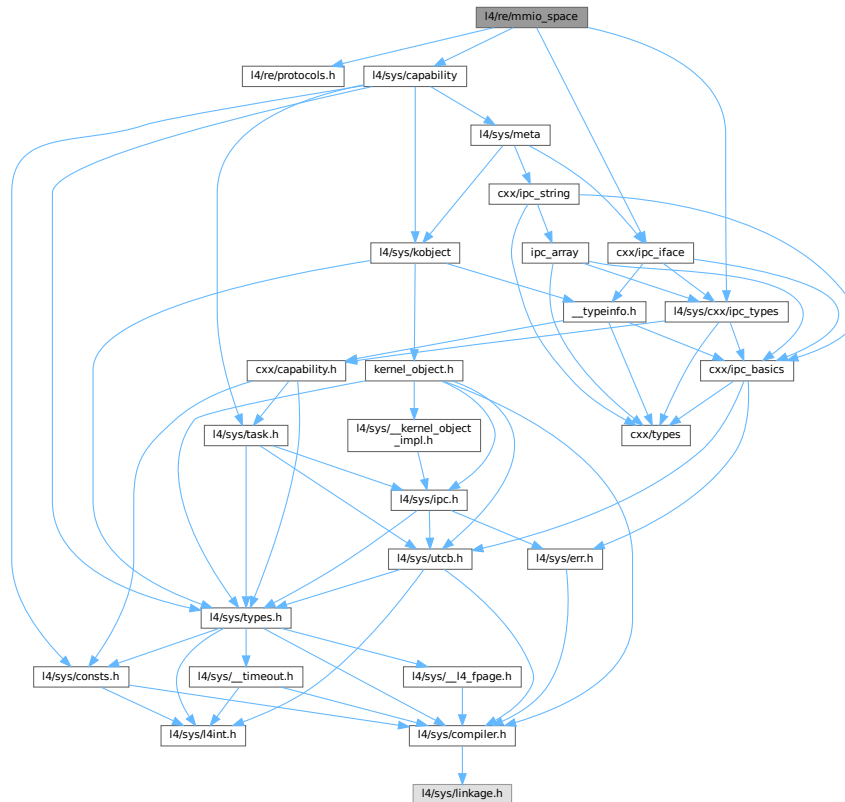 l4/re/mmio_space
l4/re/protocols.h
l4/sys/capability
l4/sys/meta
cxx/ipc_string
l4/sys/kobject
ipc_array
cxx/ipc_iface
__typeinfo.h
l4/sys/cxx/ipc_types
cxx/capability.h
kernel_object.h
cxx/ipc_basics
l4/sys/task.h
l4/sys/__kernel_object
_impl.h
cxx/types
l4/sys/ipc.h
l4/sys/utcb.h
l4/sys/err.h
l4/sys/types.h
l4/sys/consts.h
l4/sys/__timeout.h
l4/sys/__l4_fpage.h
l4/sys/l4int.h
l4/sys/compiler.h
l4/sys/linkage.h